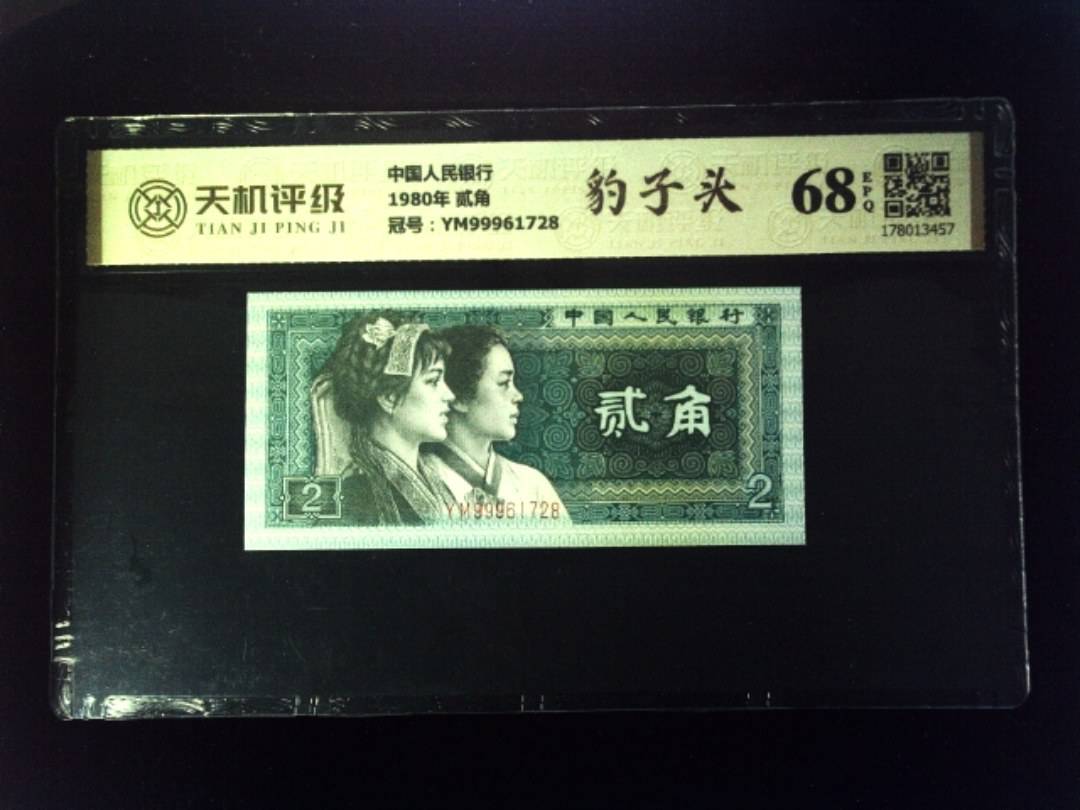 天机评级
TIAN JI PING JI
中国人民银行
1980年 贰角
冠号：YM99961728
豹子头
68
EPQ
178013457
中国人民银行
贰角
2
2
YM99961728